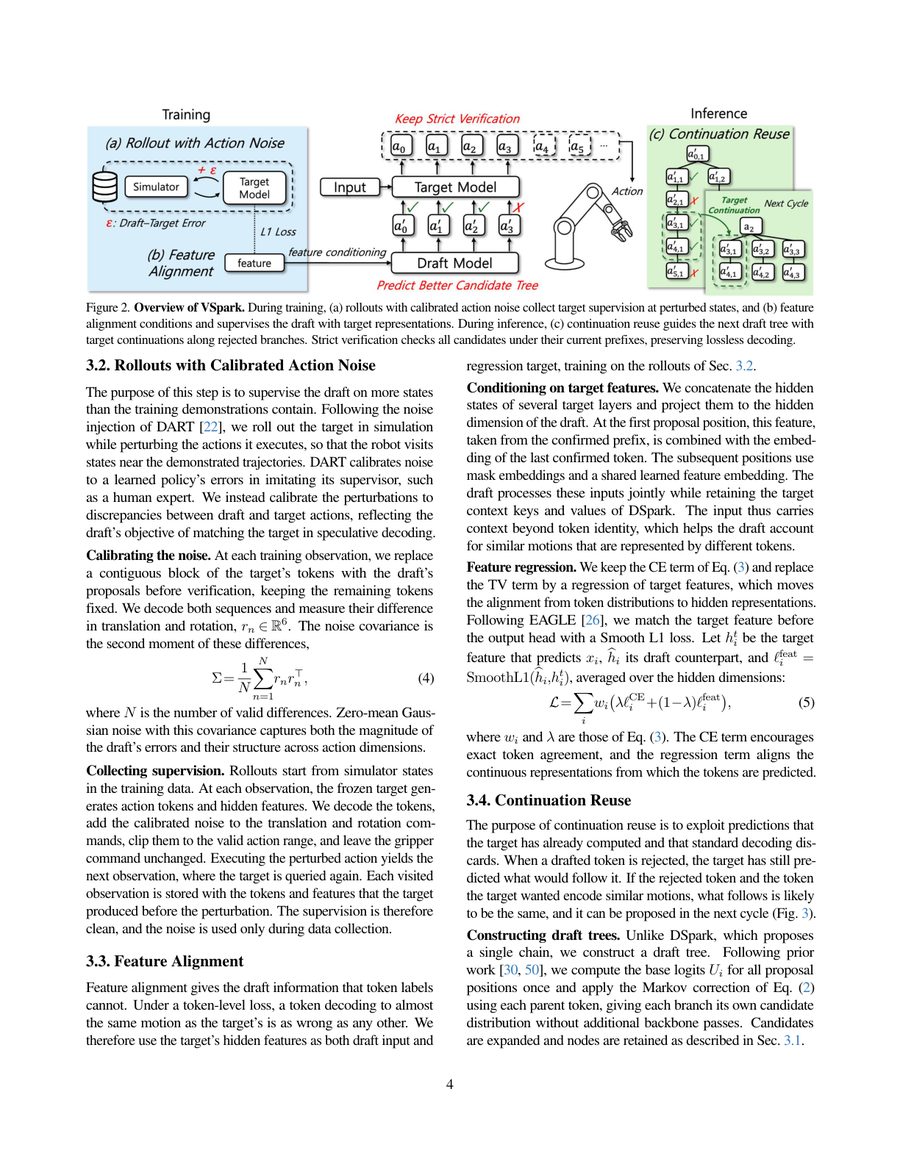 Training
Inference
(a) Rollout with Action Noise
+ ε
Simulator
Target
Model
ε: Draft–Target Error
L1 Loss
(b) Feature
Alignment
feature
feature conditioning
Keep Strict Verification
a₀ a₁ a₂ a₃ a₄ a₅ ...
Input
Target Model
✓ ✓ ✓ ✗
a′₀ a′₁ a′₂ a′₃
Draft Model
Predict Better Candidate Tree
Action
(c) Continuation Reuse
a′₀,₁
a′₁,₁ ✓ a′₁,₂
a′₂,₁ ✗
a′₃,₁ ✓
a′₄,₁ ✓
a′₅,₁ ✗
Target
Continuation
Next Cycle
a₂
a′₃,₁ a′₃,₂ a′₃,₃
a′₄,₁ a′₄,₂ a′₄,₃
Figure 2. Overview of VSpark. During training, (a) rollouts with calibrated action noise collect target supervision at perturbed states, and (b) feature
alignment conditions and supervises the draft with target representations. During inference, (c) continuation reuse guides the next draft tree with
target continuations along rejected branches. Strict verification checks all candidates under their current prefixes, preserving lossless decoding.
3.2. Rollouts with Calibrated Action Noise
The purpose of this step is to supervise the draft on more states
than the training demonstrations contain. Following the noise
injection of DART [22], we roll out the target in simulation
while perturbing the actions it executes, so that the robot visits
states near the demonstrated trajectories. DART calibrates noise
to a learned policy's errors in imitating its supervisor, such
as a human expert. We instead calibrate the perturbations to
discrepancies between draft and target actions, reflecting the
draft's objective of matching the target in speculative decoding.
Calibrating the noise. At each training observation, we replace
a contiguous block of the target's tokens with the draft's
proposals before verification, keeping the remaining tokens
fixed. We decode both sequences and measure their difference
in translation and rotation, rₙ ∈ ℝ⁶. The noise covariance is
the second moment of these differences,
Σ = 1/N ∑ₙ₌₁ᴺ rₙrₙ⊤, (4)
where N is the number of valid differences. Zero-mean Gaus-
sian noise with this covariance captures both the magnitude of
the draft's errors and their structure across action dimensions.
Collecting supervision. Rollouts start from simulator states
in the training data. At each observation, the frozen target gen-
erates action tokens and hidden features. We decode the tokens,
add the calibrated noise to the translation and rotation com-
mands, clip them to the valid action range, and leave the gripper
command unchanged. Executing the perturbed action yields the
next observation, where the target is queried again. Each visited
observation is stored with the tokens and features that the target
produced before the perturbation. The supervision is therefore
clean, and the noise is used only during data collection.
3.3. Feature Alignment
Feature alignment gives the draft information that token labels
cannot. Under a token-level loss, a token decoding to almost
the same motion as the target's is as wrong as any other. We
therefore use the target's hidden features as both draft input and
regression target, training on the rollouts of Sec. 3.2.
Conditioning on target features. We concatenate the hidden
states of several target layers and project them to the hidden
dimension of the draft. At the first proposal position, this feature,
taken from the confirmed prefix, is combined with the embed-
ding of the last confirmed token. The subsequent positions use
mask embeddings and a shared learned feature embedding. The
draft processes these inputs jointly while retaining the target
context keys and values of DSpark. The input thus carries
context beyond token identity, which helps the draft account
for similar motions that are represented by different tokens.
Feature regression. We keep the CE term of Eq. (3) and replace
the TV term by a regression of target features, which moves
the alignment from token distributions to hidden representations.
Following EAGLE [26], we match the target feature before
the output head with a Smooth L1 loss. Let hᵢᵗ be the target
feature that predicts xᵢ, ĥᵢ its draft counterpart, and ℓᵢᶠᵉᵃᵗ =
SmoothL1(ĥᵢ,hᵢᵗ), averaged over the hidden dimensions:
ℒ = ∑ᵢ wᵢ(λℓᵢCE + (1−λ)ℓᵢᶠᵉᵃᵗ), (5)
where wᵢ and λ are those of Eq. (3). The CE term encourages
exact token agreement, and the regression term aligns the
continuous representations from which the tokens are predicted.
3.4. Continuation Reuse
The purpose of continuation reuse is to exploit predictions that
the target has already computed and that standard decoding dis-
cards. When a drafted token is rejected, the target has still pre-
dicted what would follow it. If the rejected token and the token
the target wanted encode similar motions, what follows is likely
to be the same, and it can be proposed in the next cycle (Fig. 3).
Constructing draft trees. Unlike DSpark, which proposes
a single chain, we construct a draft tree. Following prior
work [30, 50], we compute the base logits Uᵢ for all proposal
positions once and apply the Markov correction of Eq. (2)
using each parent token, giving each branch its own candidate
distribution without additional backbone passes. Candidates
are expanded and nodes are retained as described in Sec. 3.1.
4